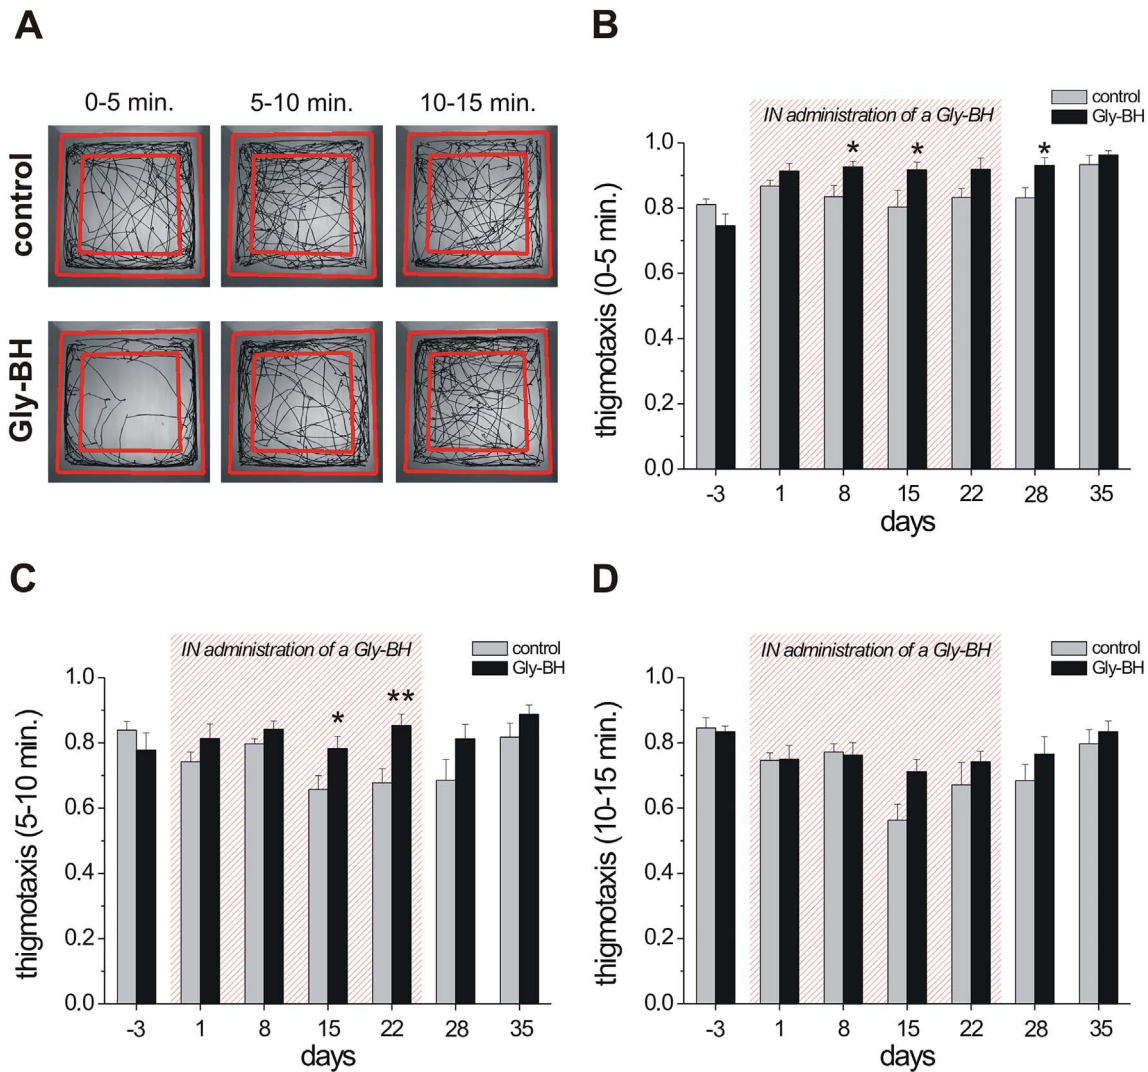 A
0-5 min.
5-10 min.
10-15 min.
control
Gly-BH
B
control
Gly-BH
IN administration of a Gly-BH
thigmotaxis (0-5 min.)
1.0
0.8
0.6
0.4
0.2
0.0
* * *
-3 1 8 15 22 28 35
days
C
control
Gly-BH
IN administration of a Gly-BH
thigmotaxis (5-10 min.)
1.0
0.8
0.6
0.4
0.2
0.0
* **
-3 1 8 15 22 28 35
days
D
control
Gly-BH
IN administration of a Gly-BH
thigmotaxis (10-15 min.)
1.0
0.8
0.6
0.4
0.2
0.0
-3 1 8 15 22 28 35
days